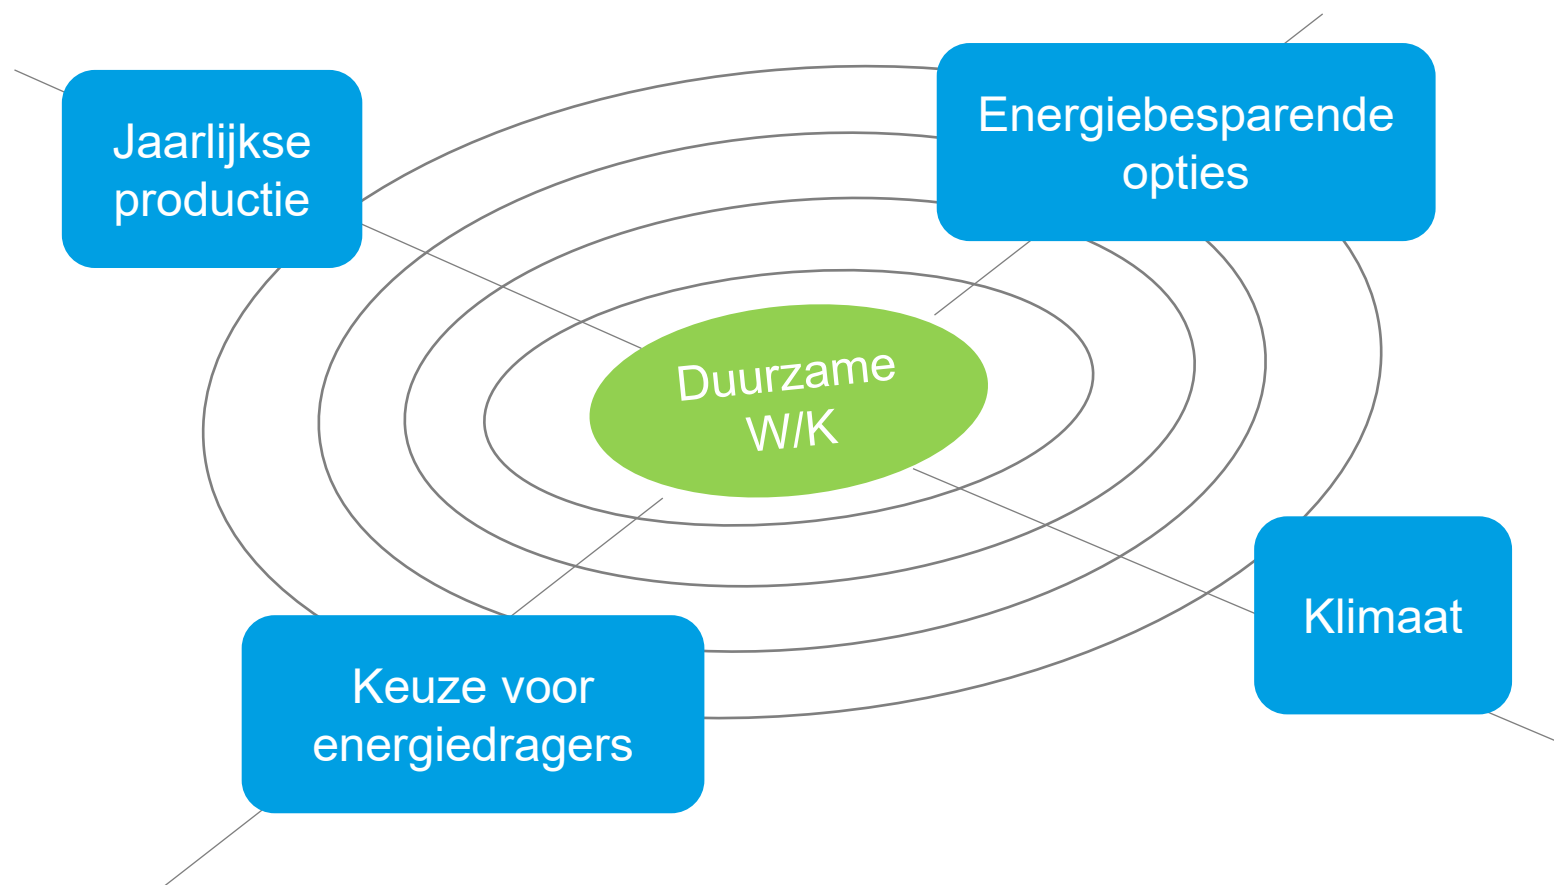 Jaarlijkse
productie
Energiebesparende
opties
Duurzame
W/K
Klimaat
Keuze voor
energiedragers